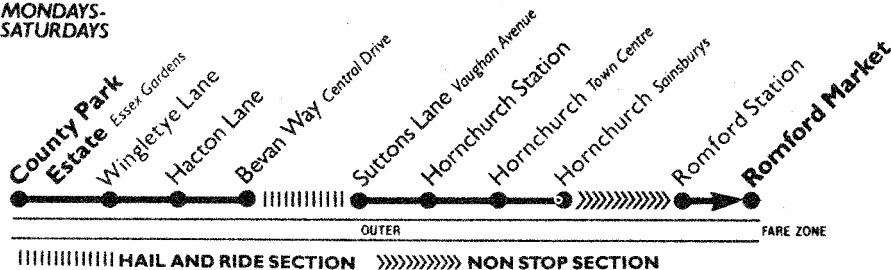 MONDAYS-
SATURDAYS
County Park
Estate Essex Gardens
Wingletye Lane
Hacton Lane
Bevan Way Central Drive
Suttons Lane Vaughan Avenue
Hornchurch Station
Hornchurch Town Centre
Hornchurch Sainsburys
Romford Station
Romford Market
OUTER
FARE ZONE
HAIL AND RIDE SECTION
NON STOP SECTION